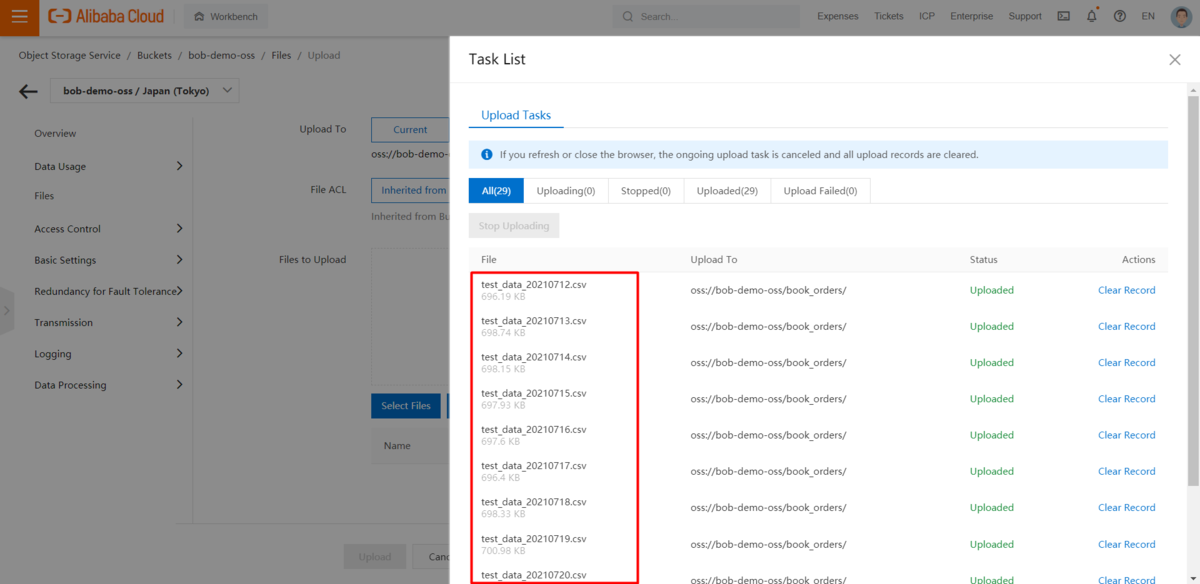 Alibaba Cloud
Workbench
Search...
Expenses Tickets ICP Enterprise Support EN
Object Storage Service / Buckets / bob-demo-oss / Files / Upload
bob-demo-oss / Japan (Tokyo)
Overview
Data Usage
Files
Access Control
Basic Settings
Redundancy for Fault Tolerance
Transmission
Logging
Data Processing
Upload To
Current
oss://bob-demo-
File ACL
Inherited from
Inherited from Bu
Files to Upload
Select Files
Name
Upload
Canc
Task List
Upload Tasks
If you refresh or close the browser, the ongoing upload task is canceled and all upload records are cleared.
All(29) Uploading(0) Stopped(0) Uploaded(29) Upload Failed(0)
Stop Uploading
File Upload To Status Actions
test_data_20210712.csv
696.19 KB
oss://bob-demo-oss/book_orders/ Uploaded Clear Record
test_data_20210713.csv
698.74 KB
oss://bob-demo-oss/book_orders/ Uploaded Clear Record
test_data_20210714.csv
698.15 KB
oss://bob-demo-oss/book_orders/ Uploaded Clear Record
test_data_20210715.csv
697.93 KB
oss://bob-demo-oss/book_orders/ Uploaded Clear Record
test_data_20210716.csv
697.6 KB
oss://bob-demo-oss/book_orders/ Uploaded Clear Record
test_data_20210717.csv
696.4 KB
oss://bob-demo-oss/book_orders/ Uploaded Clear Record
test_data_20210718.csv
698.33 KB
oss://bob-demo-oss/book_orders/ Uploaded Clear Record
test_data_20210719.csv
700.98 KB
oss://bob-demo-oss/book_orders/ Uploaded Clear Record
test_data_20210720.csv
oss://bob-demo-oss/book_orders/ Uploaded Clear Record